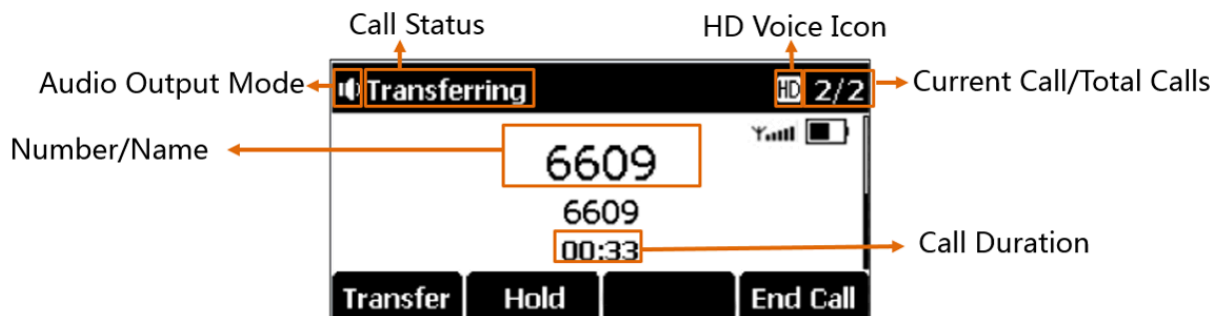 Call Status
HD Voice Icon
Audio Output Mode
Transferring
HD
2/2
Current Call/Total Calls
Number/Name
6609
6609
00:33
Call Duration
Transfer
Hold
End Call